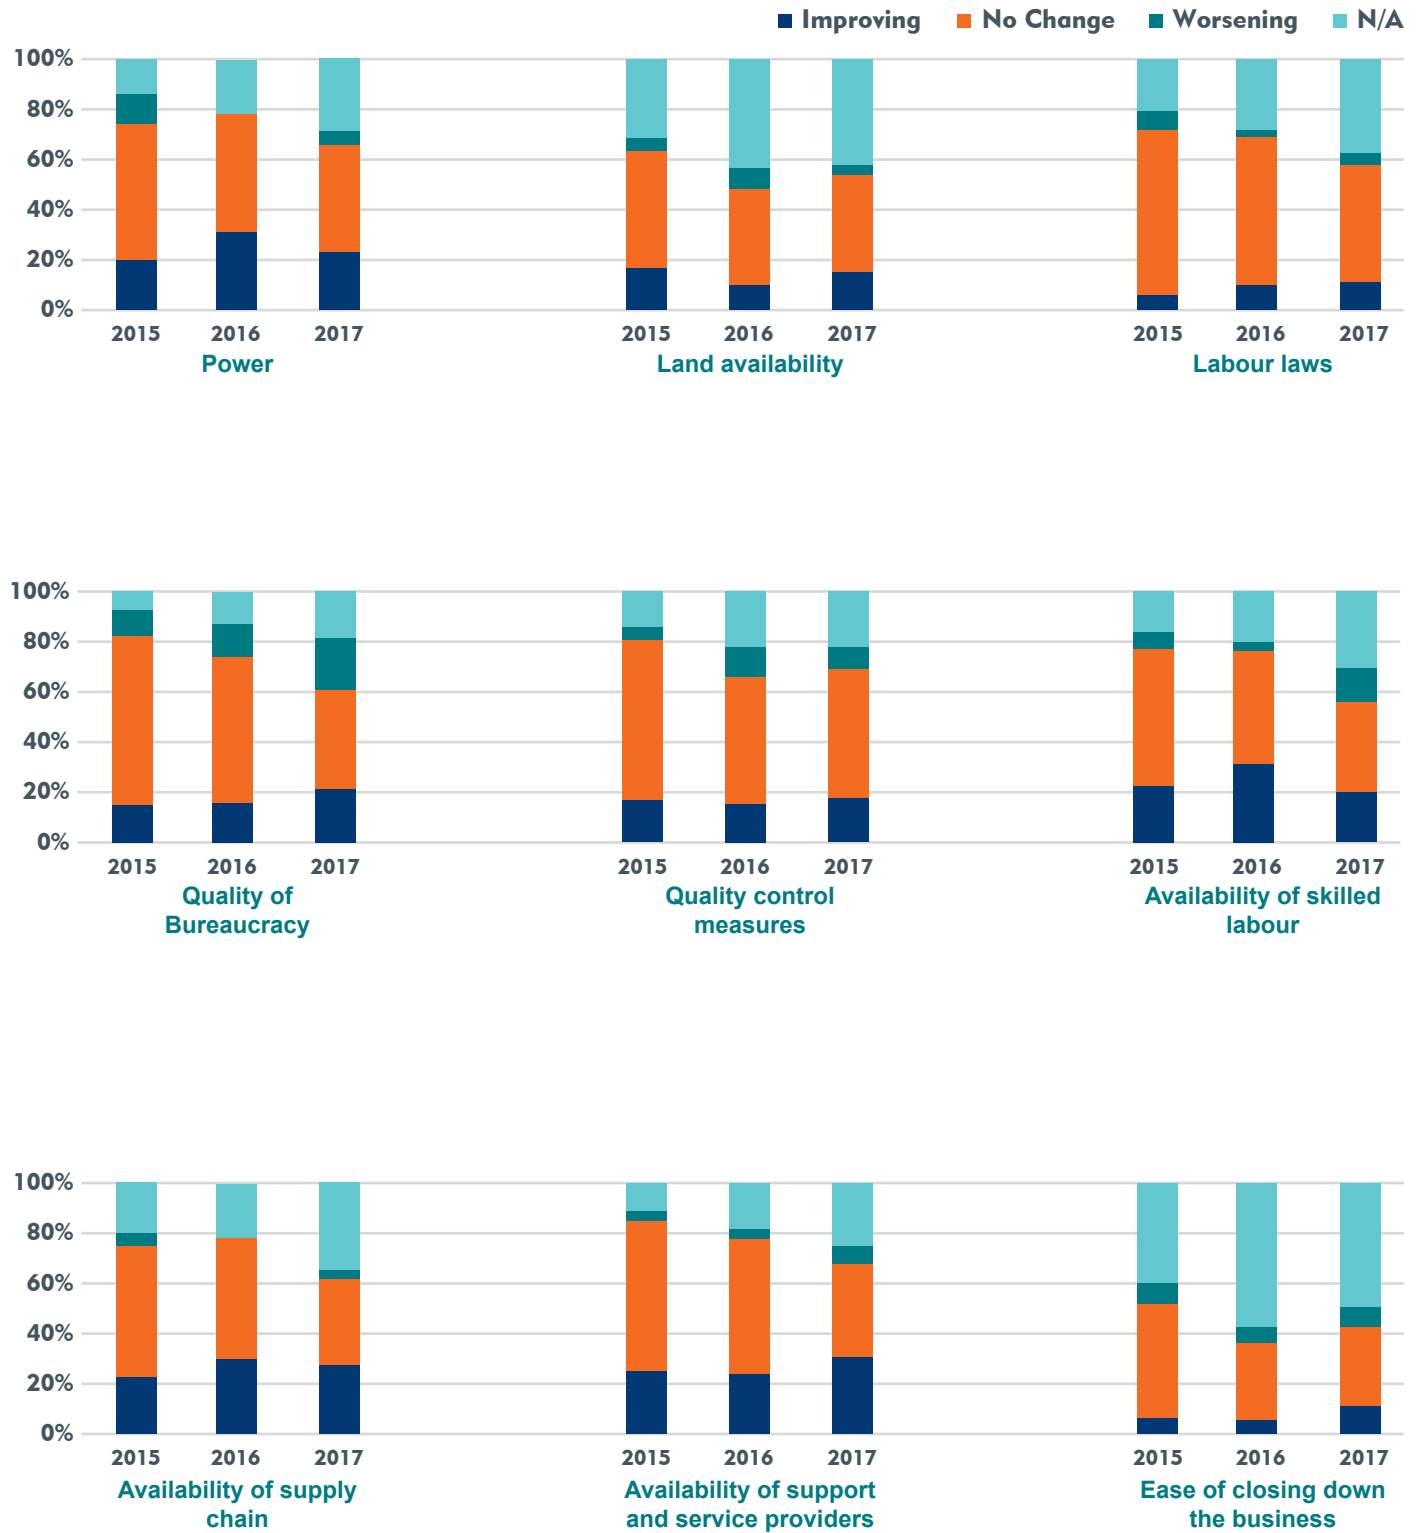 Improving No Change Worsening N/A
100%
80%
60%
40%
20%
0%
2015 2016 2017 2015 2016 2017 2015 2016 2017
Power Land availability Labour laws
100%
80%
60%
40%
20%
0%
2015 2016 2017 2015 2016 2017 2015 2016 2017
Quality of Quality control Availability of skilled
Bureaucracy measures labour
100%
80%
60%
40%
20%
0%
2015 2016 2017 2015 2016 2017 2015 2016 2017
Availability of supply Availability of support Ease of closing down
chain and service providers the business